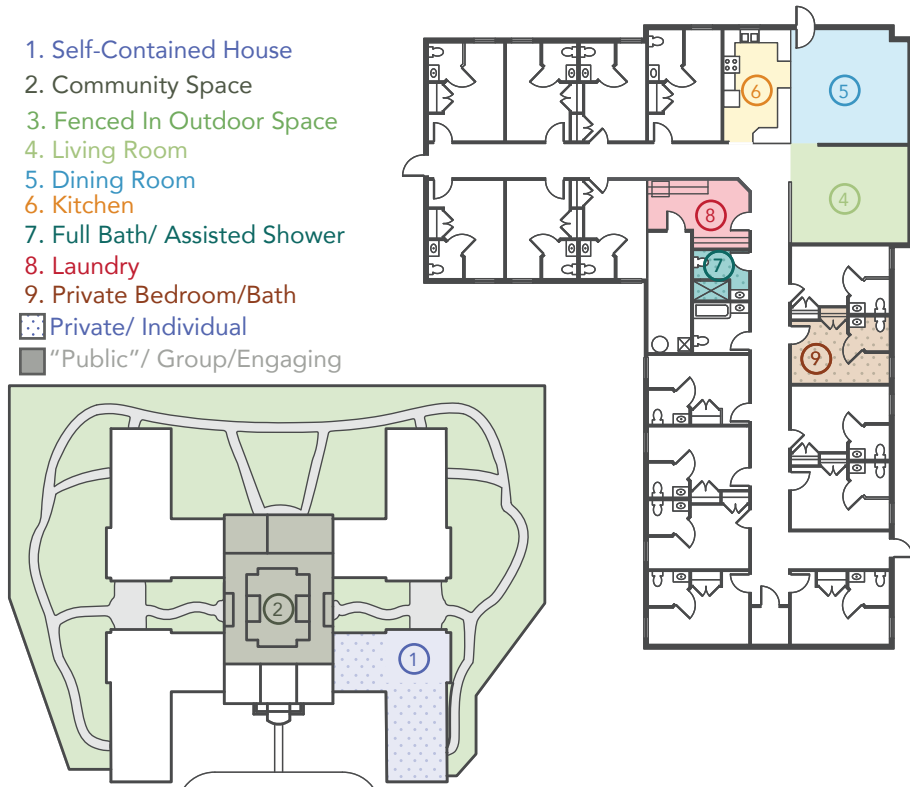 1. Self-Contained House
2. Community Space
3. Fenced In Outdoor Space
4. Living Room
5. Dining Room
6. Kitchen
7. Full Bath/ Assisted Shower
8. Laundry
9. Private Bedroom/Bath
Private/ Individual
"Public"/ Group/Engaging
6
5
4
8
7
9
2
1